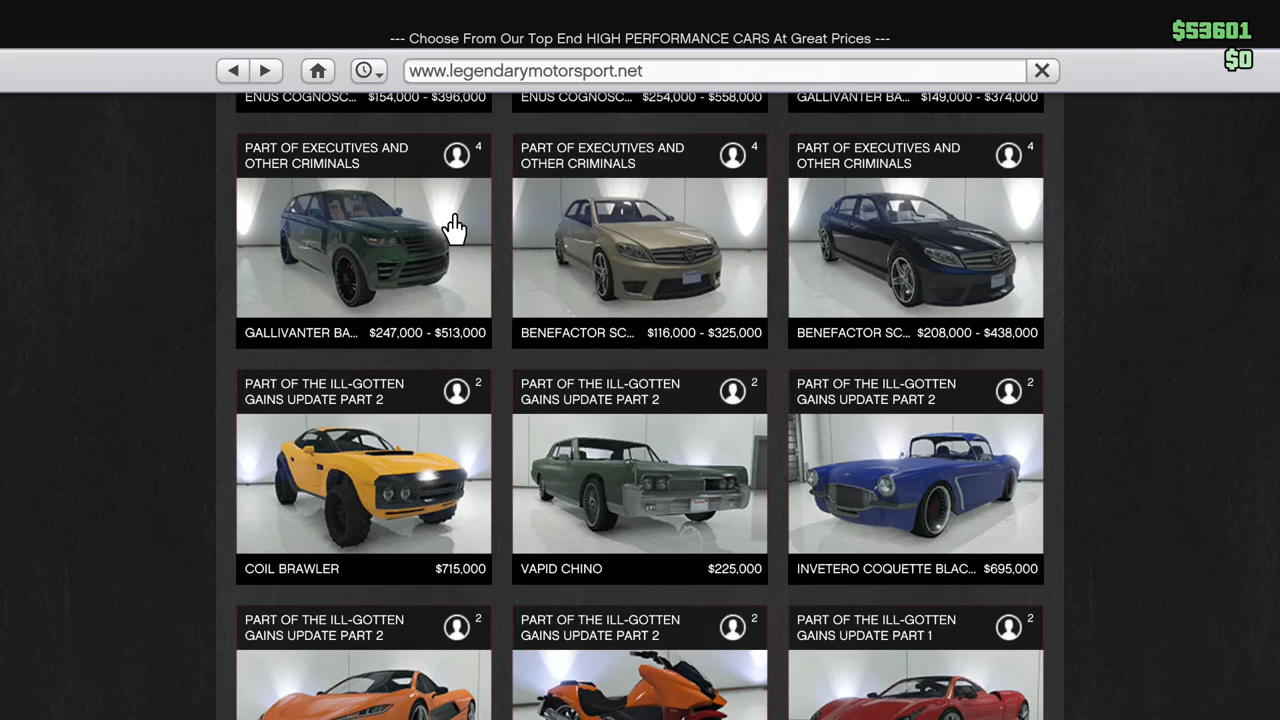 --- Choose From Our Top End HIGH PERFORMANCE CARS At Great Prices ---
$53601
$0
www.legendarymotorsport.net
ENUS COGNOSC... $154,000 - $396,000
ENUS COGNOSC... $254,000 - $558,000
GALLIVANTER BA... $149,000 - $374,000
PART OF EXECUTIVES AND
OTHER CRIMINALS
4
PART OF EXECUTIVES AND
OTHER CRIMINALS
4
PART OF EXECUTIVES AND
OTHER CRIMINALS
4
GALLIVANTER BA... $247,000 - $513,000
BENEFACTOR SC... $116,000 - $325,000
BENEFACTOR SC... $208,000 - $438,000
PART OF THE ILL-GOTTEN
GAINS UPDATE PART 2
2
PART OF THE ILL-GOTTEN
GAINS UPDATE PART 2
2
PART OF THE ILL-GOTTEN
GAINS UPDATE PART 2
2
COIL BRAWLER $715,000
VAPID CHINO $225,000
INVETERO COQUETTE BLAC... $695,000
PART OF THE ILL-GOTTEN
GAINS UPDATE PART 2
2
PART OF THE ILL-GOTTEN
GAINS UPDATE PART 2
2
PART OF THE ILL-GOTTEN
GAINS UPDATE PART 1
2